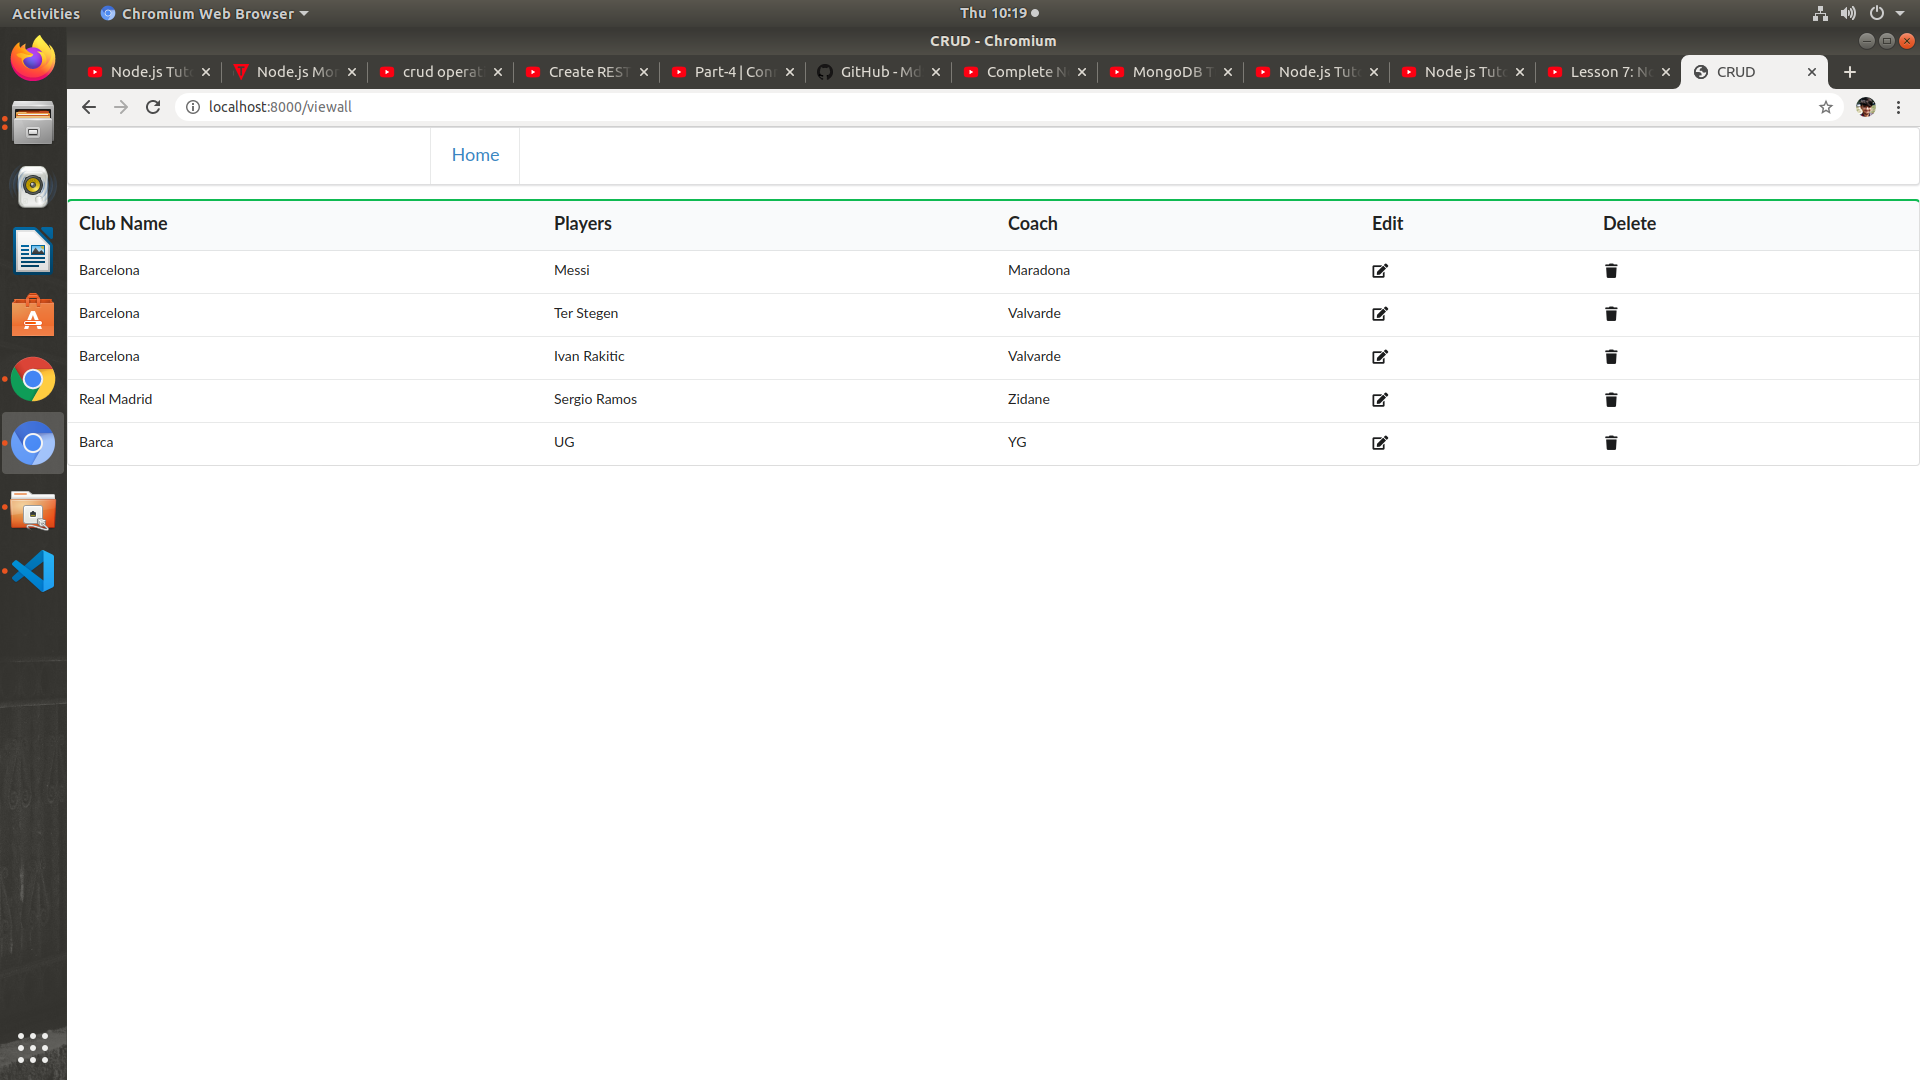 Activities Chromium Web Browser Thu 10:19
CRUD - Chromium
Node.js Tut Node.js Mo crud operat Create REST Part-4 | Con GitHub - Md Complete N MongoDB T Node.js Tut Node js Tut Lesson 7: N CRUD
localhost:8000/viewall
Home
Club Name Players Coach Edit Delete
Barcelona Messi Maradona
Barcelona Ter Stegen Valvarde
Barcelona Ivan Rakitic Valvarde
Real Madrid Sergio Ramos Zidane
Barca UG YG